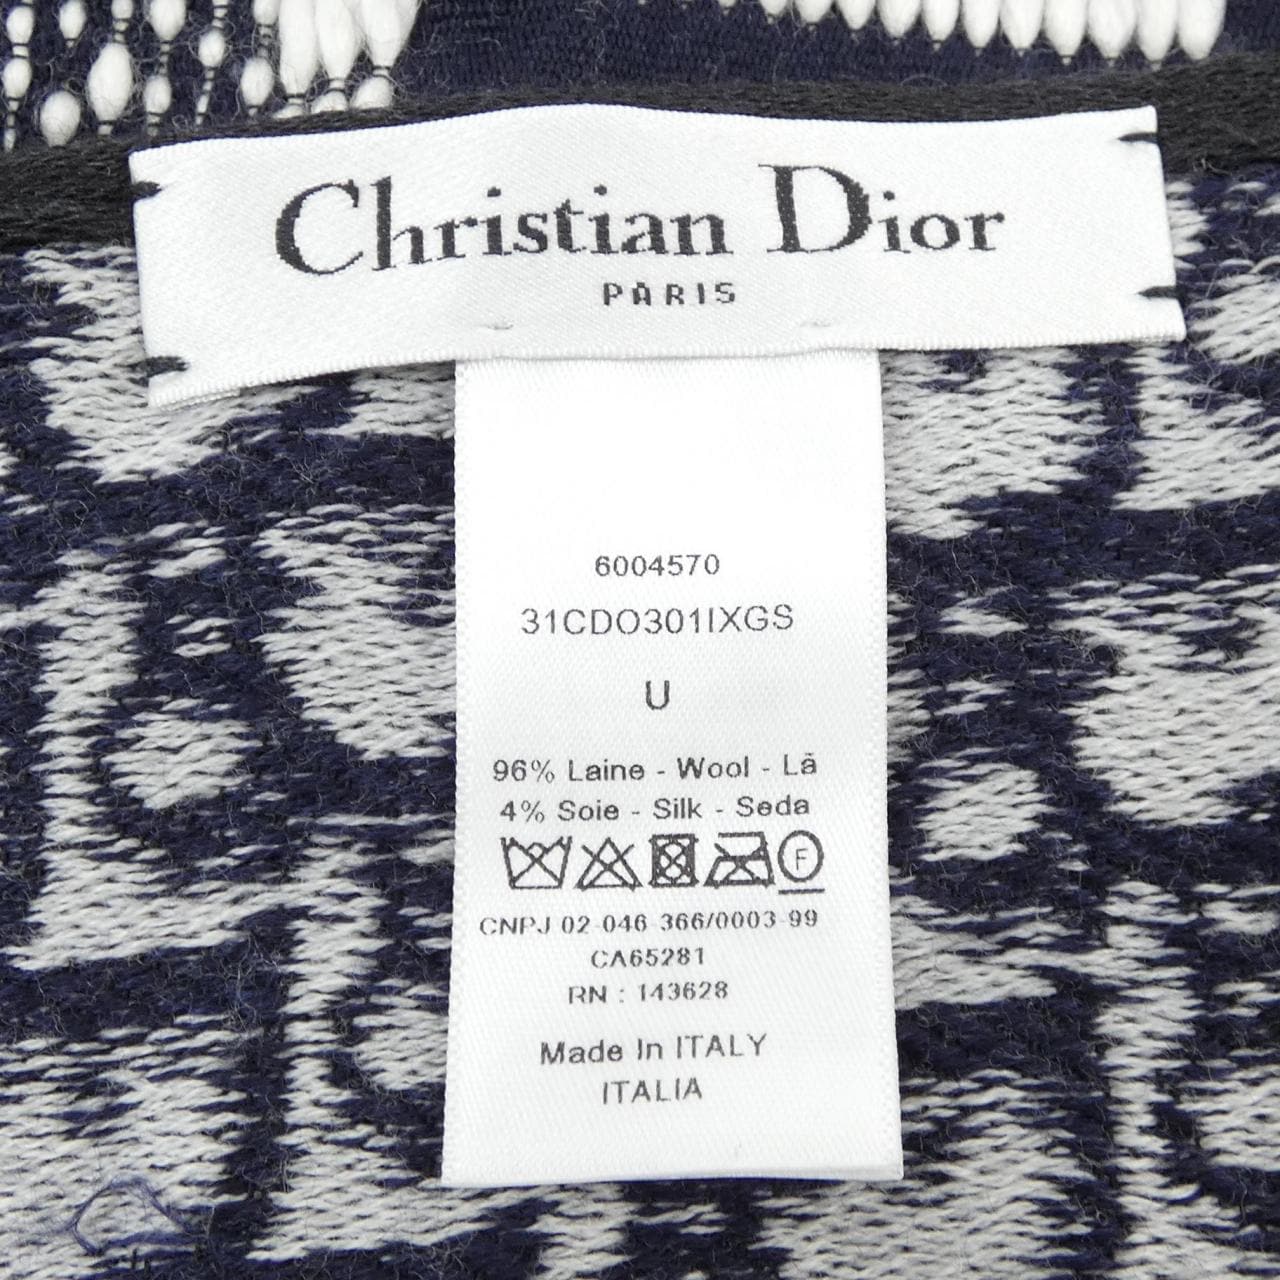 Christian Dior
PARIS
6004570
31CDO301IXGS
U
96% Laine - Wool - Lã
4% Soie - Silk - Seda
F
CNPJ 02-046 366/0003-99
CA65281
RN : 143628
Made In ITALY
ITALIA